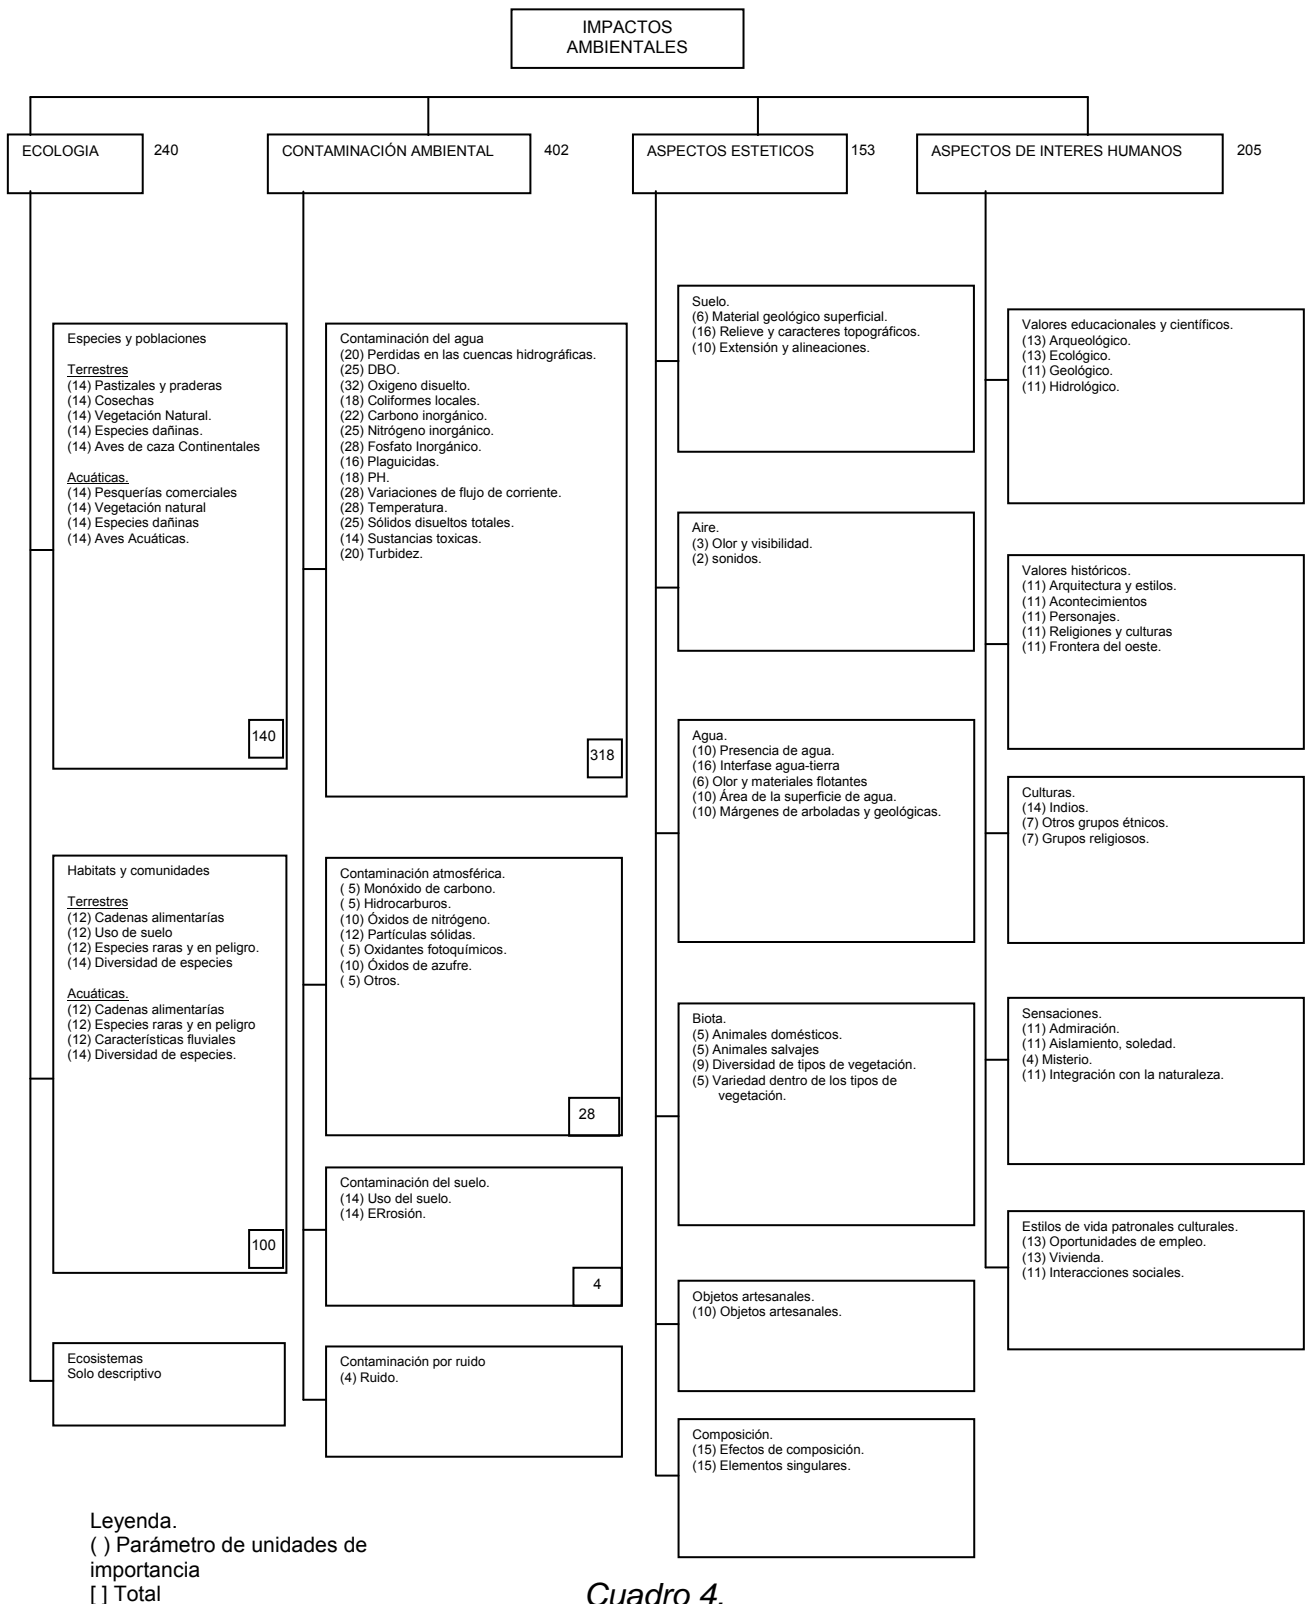 IMPACTOS
AMBIENTALES
ECOLOGIA
240
CONTAMINACIÓN AMBIENTAL
402
ASPECTOS ESTETICOS
153
ASPECTOS DE INTERES HUMANOS
205
Especies y poblaciones
Terrestres
(14) Pastizales y praderas
(14) Cosechas
(14) Vegetación Natural.
(14) Especies dañinas.
(14) Aves de caza Continentales
Acuáticas.
(14) Pesquerías comerciales
(14) Vegetación natural
(14) Especies dañinas
(14) Aves Acuáticas.
140
Habitats y comunidades
Terrestres
(12) Cadenas alimentarías
(12) Uso de suelo
(12) Especies raras y en peligro.
(14) Diversidad de especies
Acuáticas.
(12) Cadenas alimentarías
(12) Especies raras y en peligro
(12) Características fluviales
(14) Diversidad de especies.
100
Ecosistemas
Solo descriptivo
Contaminación del agua
(20) Perdidas en las cuencas hidrográficas.
(25) DBO.
(32) Oxigeno disuelto.
(18) Coliformes locales.
(22) Carbono inorgánico.
(25) Nitrógeno inorgánico.
(28) Fosfato Inorgánico.
(16) Plaguicidas.
(18) PH.
(28) Variaciones de flujo de corriente.
(28) Temperatura.
(25) Sólidos disueltos totales.
(14) Sustancias toxicas.
(20) Turbidez.
318
Contaminación atmosférica.
( 5) Monóxido de carbono.
( 5) Hidrocarburos.
(10) Óxidos de nitrógeno.
(12) Partículas sólidas.
( 5) Oxidantes fotoquímicos.
(10) Óxidos de azufre.
( 5) Otros.
28
Contaminación del suelo.
(14) Uso del suelo.
(14) ERrosión.
4
Contaminación por ruido
(4) Ruido.
Suelo.
(6) Material geológico superficial.
(16) Relieve y caracteres topográficos.
(10) Extensión y alineaciones.
Aire.
(3) Olor y visibilidad.
(2) sonidos.
Agua.
(10) Presencia de agua.
(16) Interfase agua-tierra
(6) Olor y materiales flotantes
(10) Área de la superficie de agua.
(10) Márgenes de arboladas y geológicas.
Biota.
(5) Animales domésticos.
(5) Animales salvajes
(9) Diversidad de tipos de vegetación.
(5) Variedad dentro de los tipos de
vegetación.
Objetos artesanales.
(10) Objetos artesanales.
Composición.
(15) Efectos de composición.
(15) Elementos singulares.
Valores educacionales y científicos.
(13) Arqueológico.
(13) Ecológico.
(11) Geológico.
(11) Hidrológico.
Valores históricos.
(11) Arquitectura y estilos.
(11) Acontecimientos
(11) Personajes.
(11) Religiones y culturas
(11) Frontera del oeste.
Culturas.
(14) Indios.
(7) Otros grupos étnicos.
(7) Grupos religiosos.
Sensaciones.
(11) Admiración.
(11) Aislamiento, soledad.
(4) Misterio.
(11) Integración con la naturaleza.
Estilos de vida patronales culturales.
(13) Oportunidades de empleo.
(13) Vivienda.
(11) Interacciones sociales.
Leyenda.
( ) Parámetro de unidades de
importancia
[ ] Total
Cuadro 4.